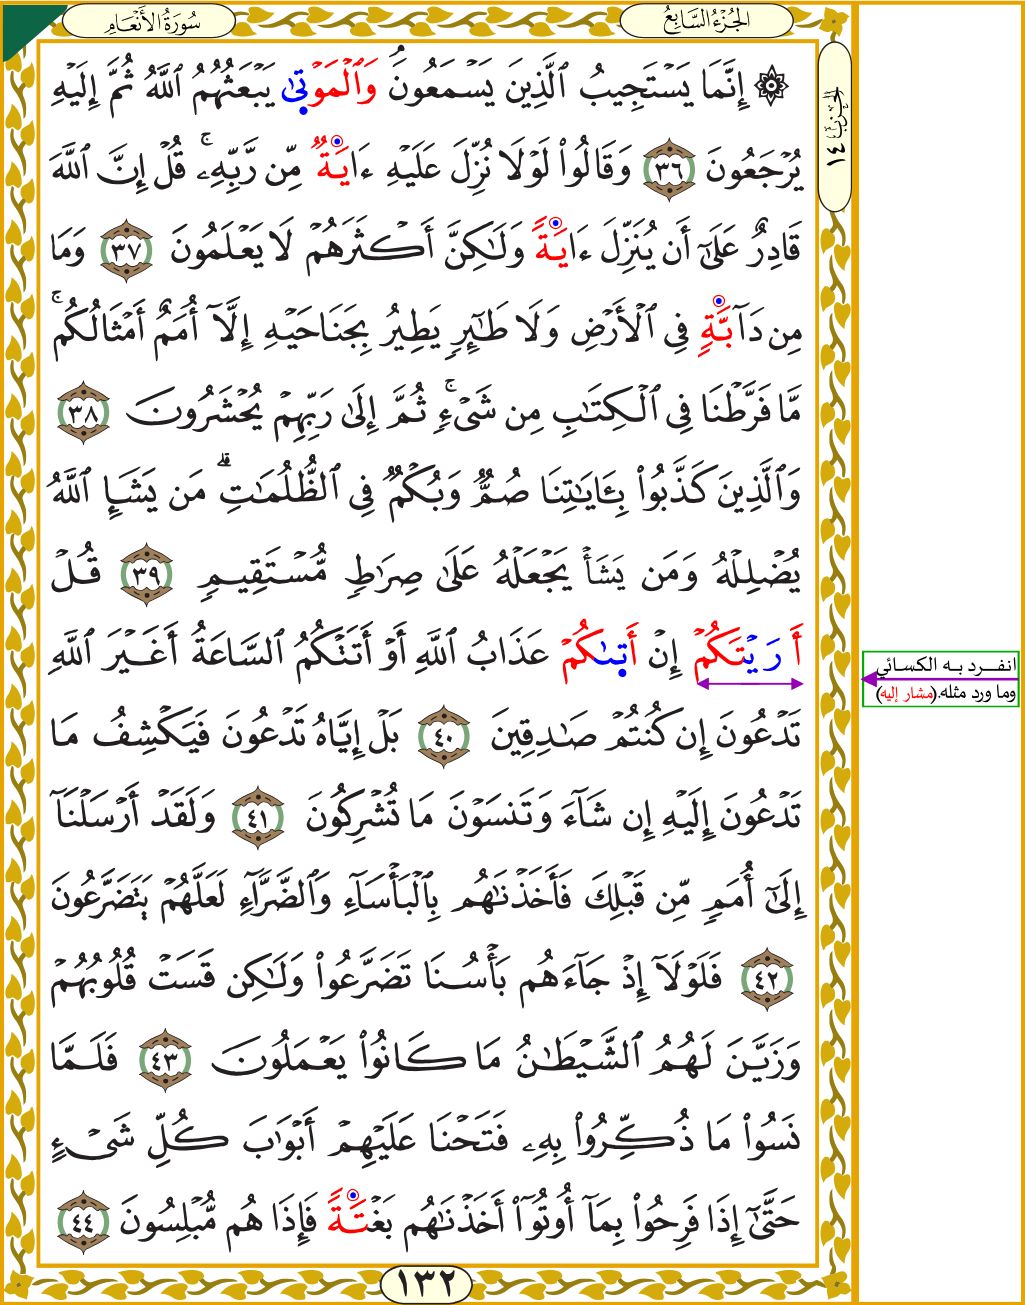 سُورَةُ الأَنْعَامِ
الجُزْءُ السَّابِعُ
الحِزْبُ ١٤
۞ إِنَّمَا يَسْتَجِيبُ ٱلَّذِينَ يَسْمَعُونَۘ وَٱلْمَوْتَىٰ يَبْعَثُهُمُ ٱللَّهُ ثُمَّ إِلَيْهِ
يُرْجَعُونَ ٣٦ وَقَالُوا۟ لَوْلَا نُزِّلَ عَلَيْهِ ءَايَةٌ مِّن رَّبِّهِۦۚ قُلْ إِنَّ ٱللَّهَ
قَادِرٌ عَلَىٰٓ أَن يُنَزِّلَ ءَايَةً وَلَٰكِنَّ أَكْثَرَهُمْ لَا يَعْلَمُونَ ٣٧ وَمَا
مِن دَآبَّةٍ فِي ٱلْأَرْضِ وَلَا طَٰٓئِرٍ يَطِيرُ بِجَنَاحَيْهِ إِلَّآ أُمَمٌ أَمْثَالُكُمۚ
مَّا فَرَّطْنَا فِي ٱلْكِتَٰبِ مِن شَىْءٍۚ ثُمَّ إِلَىٰ رَبِّهِمْ يُحْشَرُونَ ٣٨
وَٱلَّذِينَ كَذَّبُوا۟ بِـَٔايَٰتِنَا صُمٌّ وَبُكْمٌ فِي ٱلظُّلُمَٰتِۗ مَن يَشَإِ ٱللَّهُ
يُضْلِلْهُ وَمَن يَشَأْ يَجْعَلْهُ عَلَىٰ صِرَٰطٍ مُّسْتَقِيمٍ ٣٩ قُلْ
أَرَيْتَكُمْ إِنْ أَتَىٰكُمْ عَذَابُ ٱللَّهِ أَوْ أَتَتْكُمُ ٱلسَّاعَةُ أَغَيْرَ ٱللَّهِ
تَدْعُونَ إِن كُنتُمْ صَٰدِقِينَ ٤٠ بَلْ إِيَّاهُ تَدْعُونَ فَيَكْشِفُ مَا
تَدْعُونَ إِلَيْهِ إِن شَآءَ وَتَنسَوْنَ مَا تُشْرِكُونَ ٤١ وَلَقَدْ أَرْسَلْنَآ
إِلَىٰٓ أُمَمٍ مِّن قَبْلِكَ فَأَخَذْنَٰهُم بِٱلْبَأْسَآءِ وَٱلضَّرَّآءِ لَعَلَّهُمْ يَتَضَرَّعُونَ
٤٢ فَلَوْلَآ إِذْ جَآءَهُم بَأْسُنَا تَضَرَّعُوا۟ وَلَٰكِن قَسَتْ قُلُوبُهُمْ
وَزَيَّنَ لَهُمُ ٱلشَّيْطَٰنُ مَا كَانُوا۟ يَعْمَلُونَ ٤٣ فَلَمَّا
نَسُوا۟ مَا ذُكِّرُوا۟ بِهِۦ فَتَحْنَا عَلَيْهِمْ أَبْوَٰبَ كُلِّ شَىْءٍ
حَتَّىٰٓ إِذَا فَرِحُوا۟ بِمَآ أُوتُوٓا۟ أَخَذْنَٰهُم بَغْتَةً فَإِذَا هُم مُّبْلِسُونَ ٤٤
انفرد به الكسائي
وما ورد مثله.(مشار إليه)
١٣٢